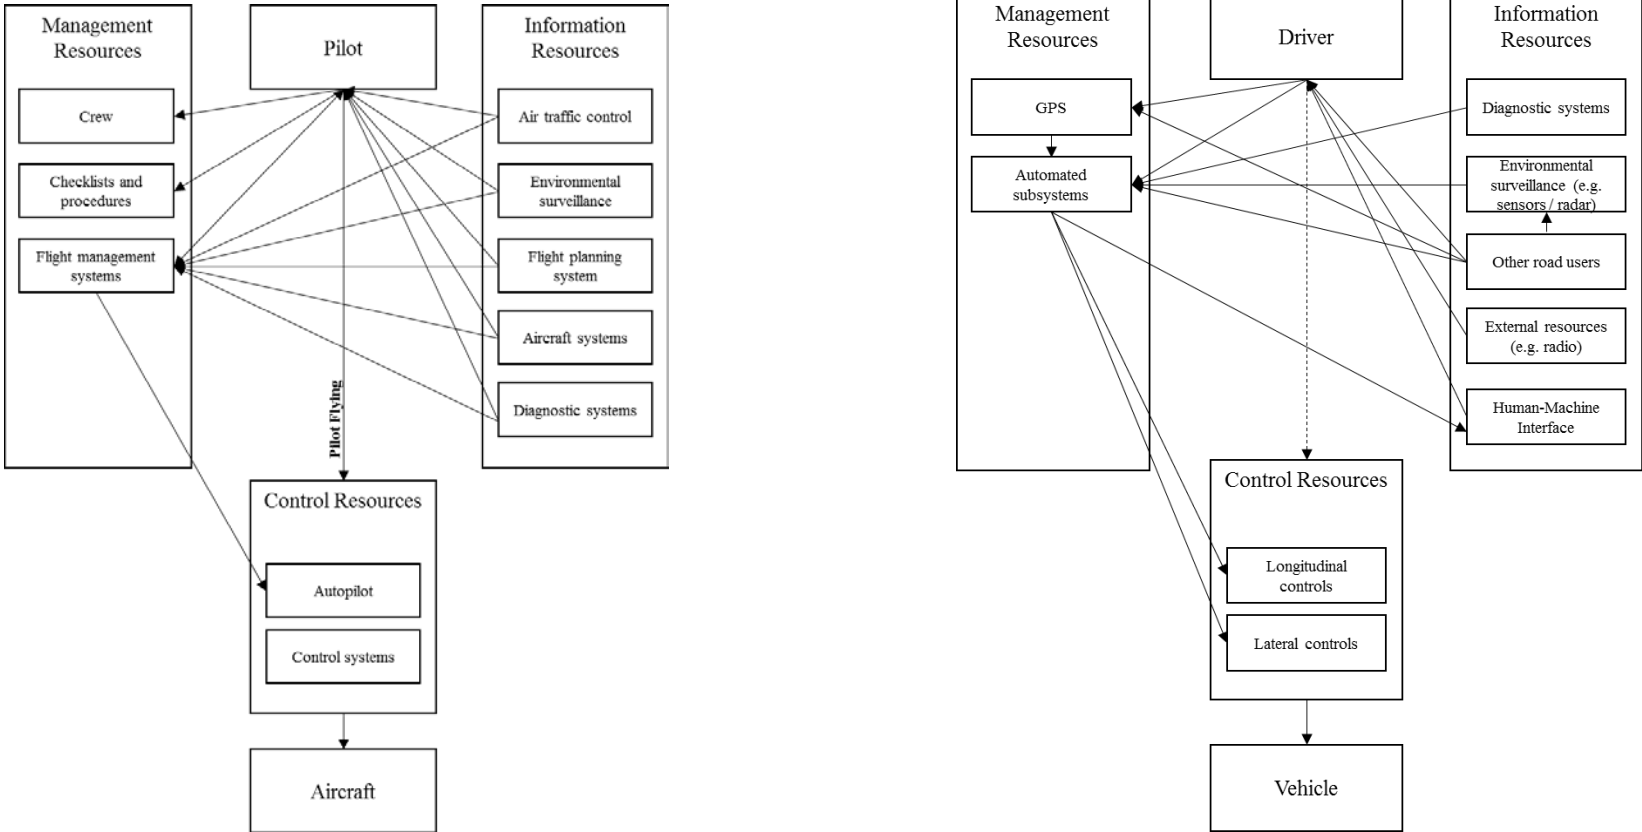 Management
Resources
Pilot
Information
Resources
Crew
Checklists and
procedures
Flight management
systems
Air traffic control
Environmental
surveillance
Flight planning
system
Aircraft systems
Diagnostic systems
Pilot Flying
Control Resources
Autopilot
Control systems
Aircraft
Management
Resources
Driver
Information
Resources
GPS
Automated
subsystems
Diagnostic systems
Environmental
surveillance (e.g.
sensors / radar)
Other road users
External resources
(e.g. radio)
Human-Machine
Interface
Control Resources
Longitudinal
controls
Lateral controls
Vehicle